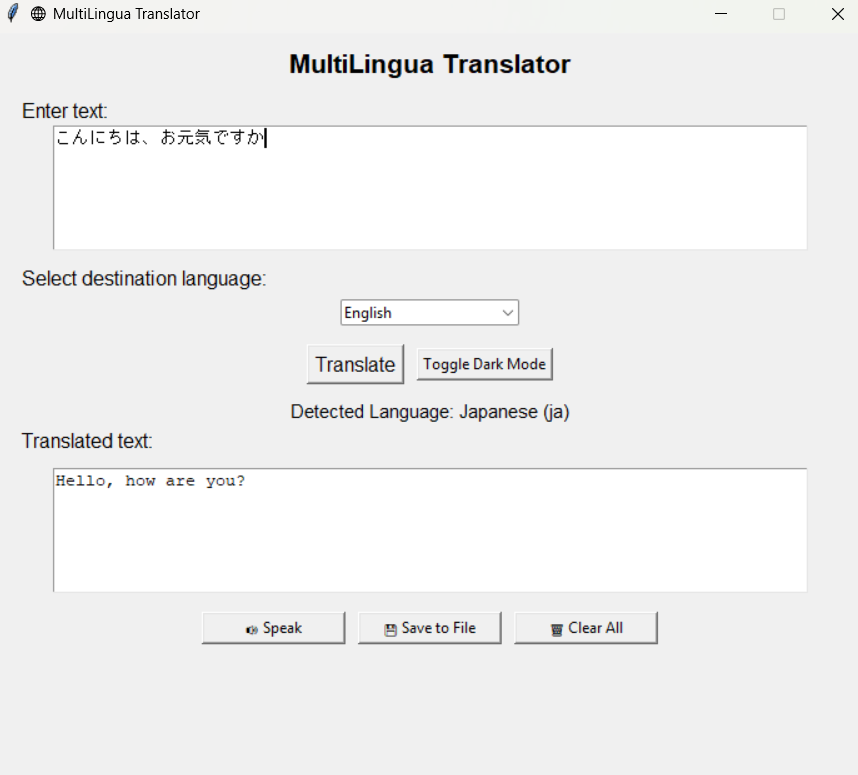 MultiLingua Translator
MultiLingua Translator
Enter text:
こんにちは、お元気ですか
Select destination language:
English
Translate Toggle Dark Mode
Detected Language: Japanese (ja)
Translated text:
Hello, how are you?
Speak Save to File Clear All